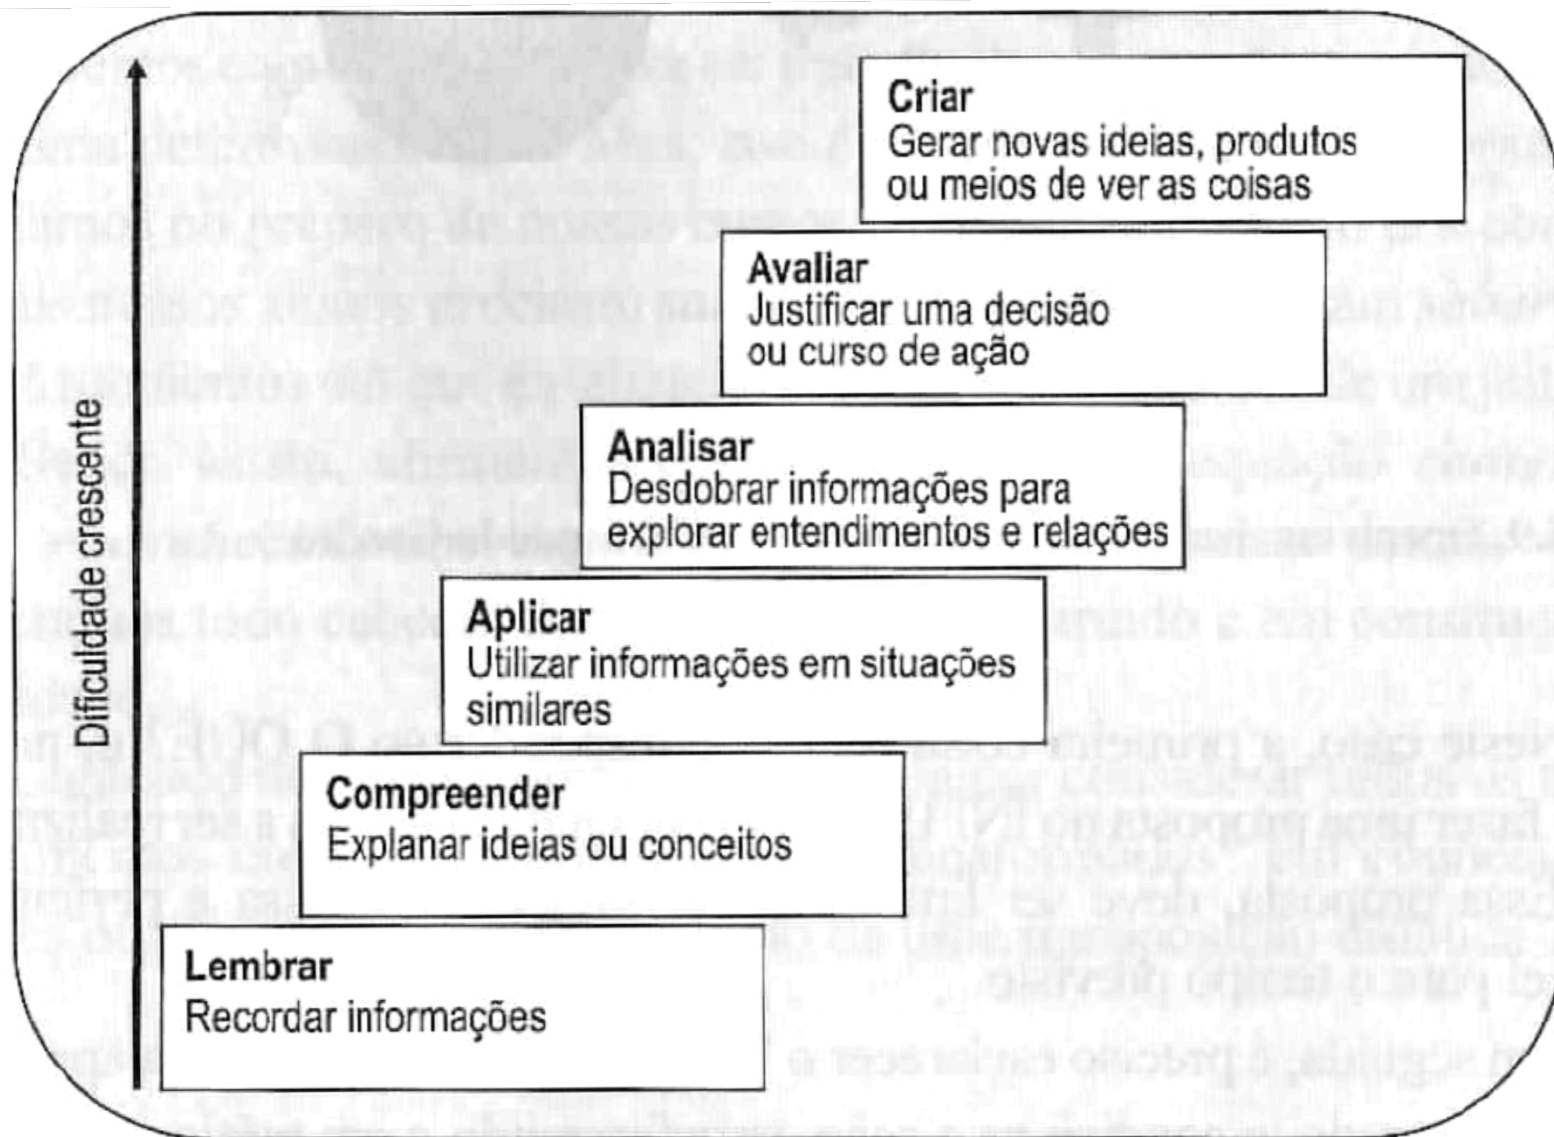 Criar
Gerar novas ideias, produtos
ou meios de ver as coisas
Avaliar
Justificar uma decisão
ou curso de ação
Analisar
Desdobrar informações para
explorar entendimentos e relações
Aplicar
Utilizar informações em situações
similares
Compreender
Explanar ideias ou conceitos
Lembrar
Recordar informações
Dificuldade crescente